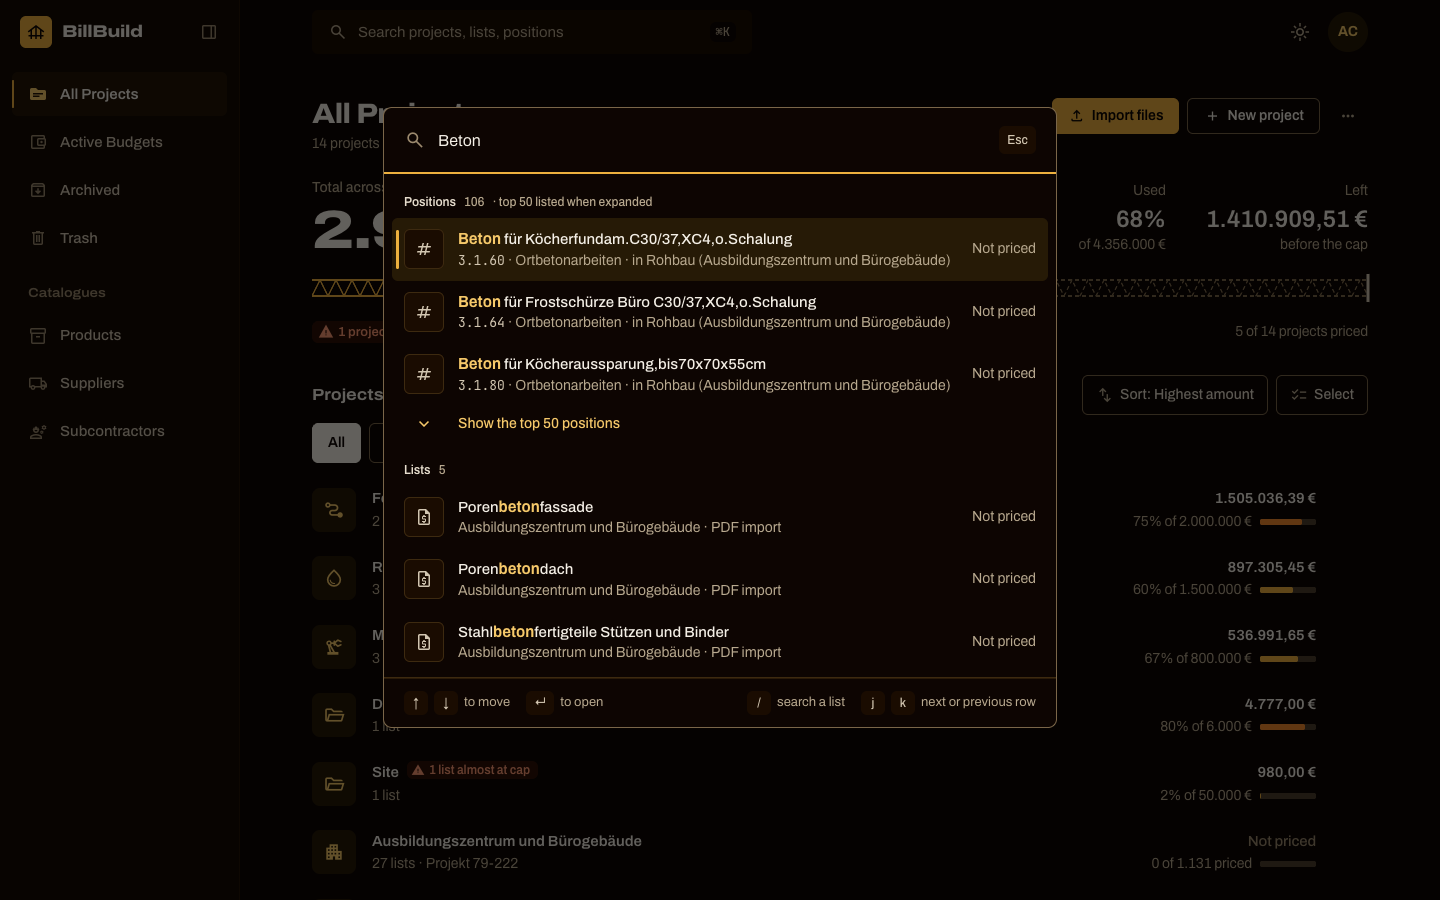 BillBuild
Search projects, lists, positions
⌘K
AC
All Projects
Active Budgets
Archived
Trash
Catalogues
Products
Suppliers
Subcontractors
14 projects
Import files
New project
Used
68%
of 4.356.000 €
Left
1.410.909,51 €
before the cap
5 of 14 projects priced
Projects
Sort: Highest amount
Select
All
Beton
Esc
Positions 106 · top 50 listed when expanded
Beton für Köcherfundam.C30/37,XC4,o.Schalung
3.1.60 · Ortbetonarbeiten · in Rohbau (Ausbildungszentrum und Bürogebäude)
Not priced
Beton für Frostschürze Büro C30/37,XC4,o.Schalung
3.1.64 · Ortbetonarbeiten · in Rohbau (Ausbildungszentrum und Bürogebäude)
Not priced
Beton für Köcheraussparung,bis70x70x55cm
3.1.80 · Ortbetonarbeiten · in Rohbau (Ausbildungszentrum und Bürogebäude)
Not priced
Show the top 50 positions
Lists 5
Porenbetonfassade
Ausbildungszentrum und Bürogebäude · PDF import
Not priced
Porenbetondach
Ausbildungszentrum und Bürogebäude · PDF import
Not priced
Stahlbetonfertigteile Stützen und Binder
Ausbildungszentrum und Bürogebäude · PDF import
Not priced
↑ ↓ to move ↵ to open / search a list j k next or previous row
1.505.036,39 €
75% of 2.000.000 €
897.305,45 €
60% of 1.500.000 €
536.991,65 €
67% of 800.000 €
4.777,00 €
1 list
80% of 6.000 €
Site 1 list almost at cap
980,00 €
1 list
2% of 50.000 €
Ausbildungszentrum und Bürogebäude
Not priced
27 lists · Projekt 79-222
0 of 1.131 priced